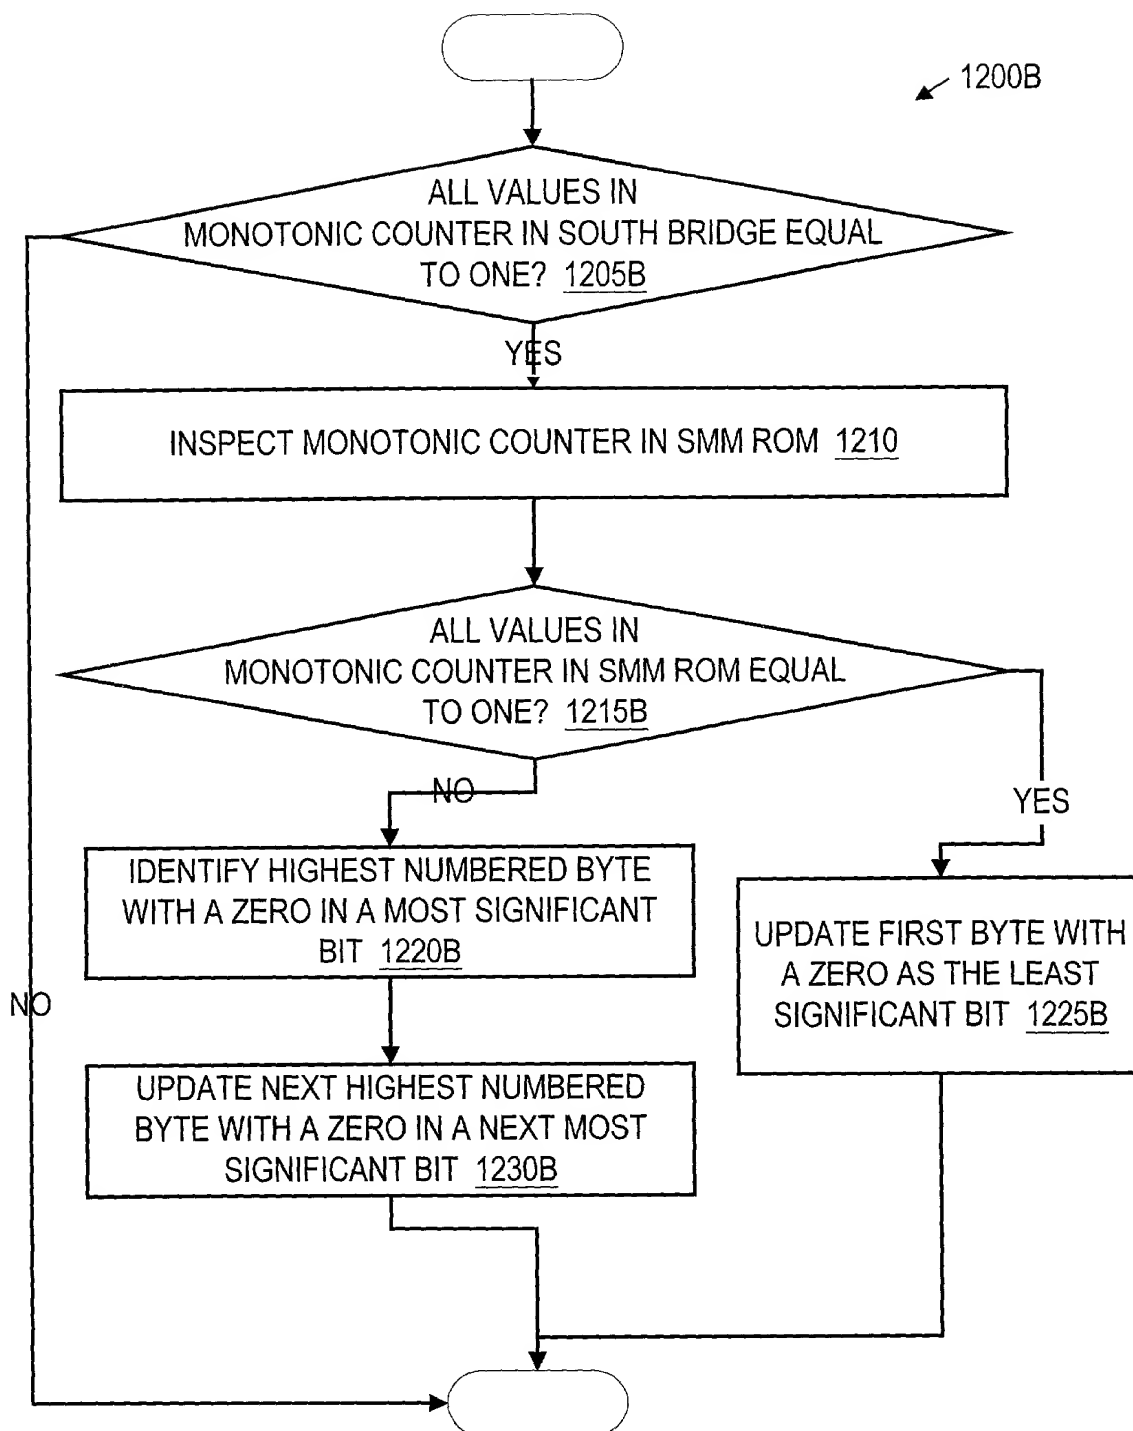 1200B
ALL VALUES IN
MONOTONIC COUNTER IN SOUTH BRIDGE EQUAL
TO ONE? 1205B
YES
INSPECT MONOTONIC COUNTER IN SMM ROM 1210
ALL VALUES IN
MONOTONIC COUNTER IN SMM ROM EQUAL
TO ONE? 1215B
NO
YES
IDENTIFY HIGHEST NUMBERED BYTE
WITH A ZERO IN A MOST SIGNIFICANT
BIT 1220B
UPDATE FIRST BYTE WITH
A ZERO AS THE LEAST
SIGNIFICANT BIT 1225B
NO
UPDATE NEXT HIGHEST NUMBERED
BYTE WITH A ZERO IN A NEXT MOST
SIGNIFICANT BIT 1230B